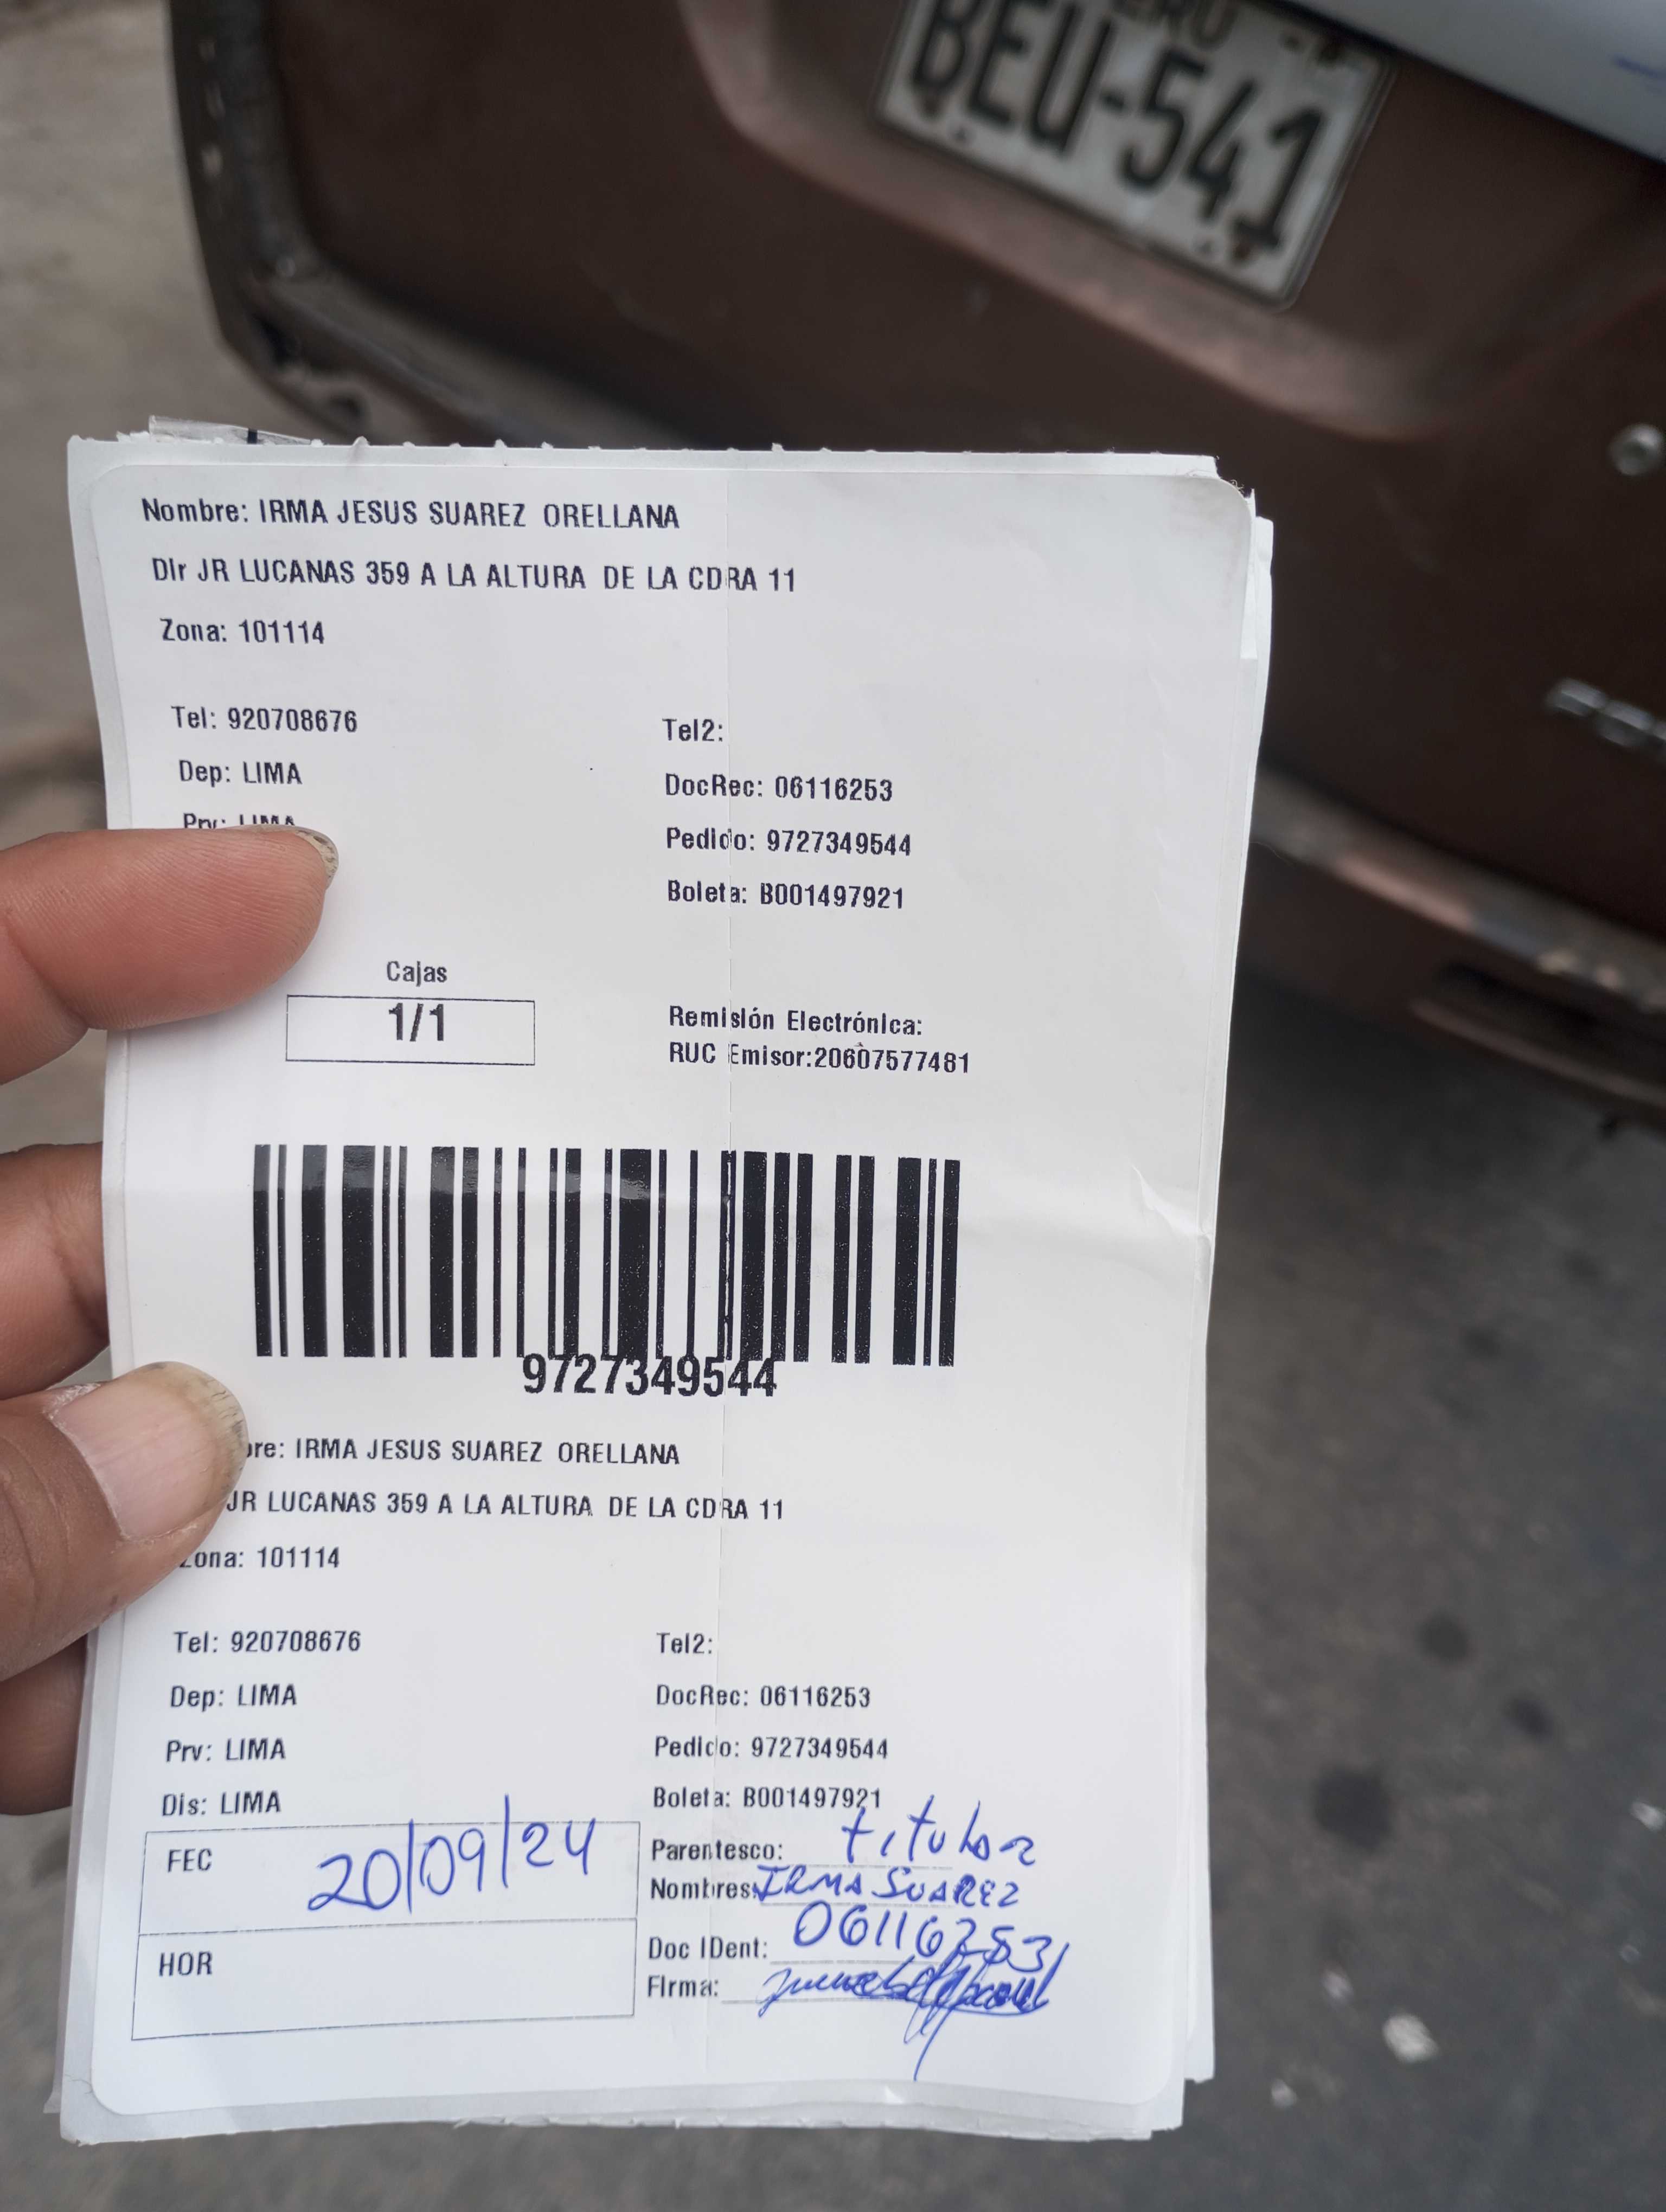 PERU
BEU-541
Nombre: IRMA JESUS SUAREZ ORELLANA
Dir JR LUCANAS 359 A LA ALTURA DE LA CDRA 11
Zona: 101114
Tel: 920708676
Tel2:
Dep: LIMA
DocRec: 06116253
Prv: LIMA
Pedido: 9727349544
Boleta: B001497921
Cajas
1/1
Remisión Electrónica:
RUC Emisor:20607577481
9727349544
bre: IRMA JESUS SUAREZ ORELLANA
JR LUCANAS 359 A LA ALTURA DE LA CDRA 11
Zona: 101114
Tel: 920708676
Tel2:
Dep: LIMA
DocRec: 06116253
Prv: LIMA
Pedido: 9727349544
Dis: LIMA
Boleta: B001497921
FEC 20/09/24
Parentesco: titular
Nombres: IRMA SUAREZ
HOR
Doc IDent: 06116253
Firma: